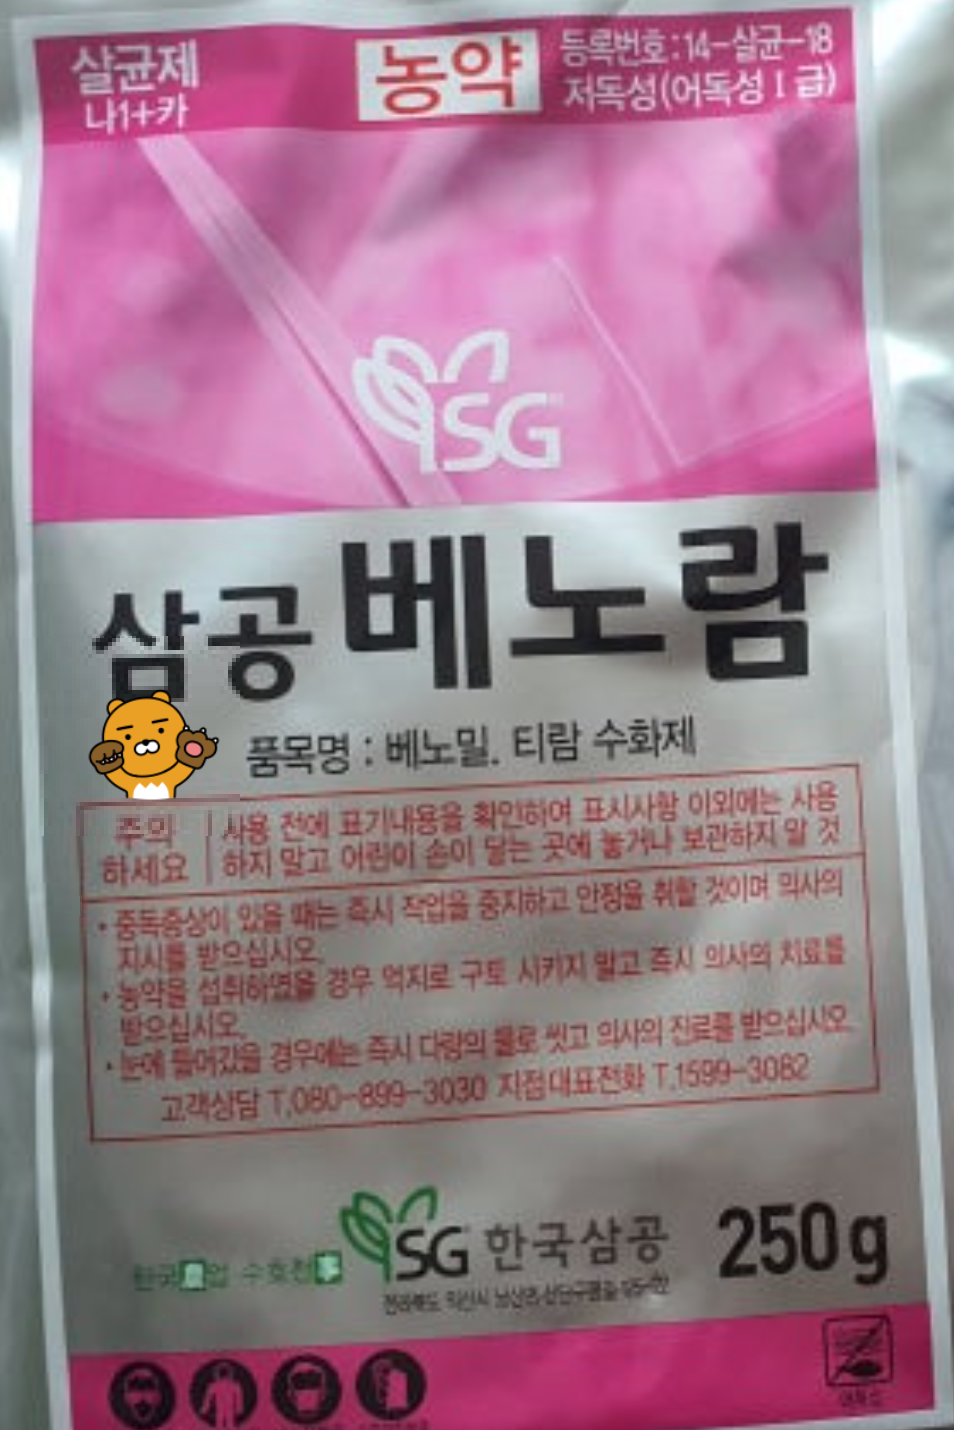 살균제
나1+카
농약
등록번호:14-살균-18
저독성(어독성 I 급)
SG
삼공 베노람
품목명 : 베노밀. 티람 수화제
주의
하세요
사용 전에 표기내용을 확인하여 표시사항 이외에는 사용
하지 말고 어린이 손이 닿는 곳에 놓거나 보관하지 말 것
• 중독증상이 있을 때는 즉시 작업을 중지하고 안정을 취할 것이며 의사의
지시를 받으십시오.
• 농약을 섭취하였을 경우 억지로 구토 시키지 말고 즉시 의사의 치료를
받으십시오.
• 눈에 들어갔을 경우에는 즉시 다량의 물로 씻고 의사의 진료를 받으십시오.
고객상담 T.080-899-3030 지점대표전화 T.1599-3082
SG 한국삼공
250g
전라북도 익산시